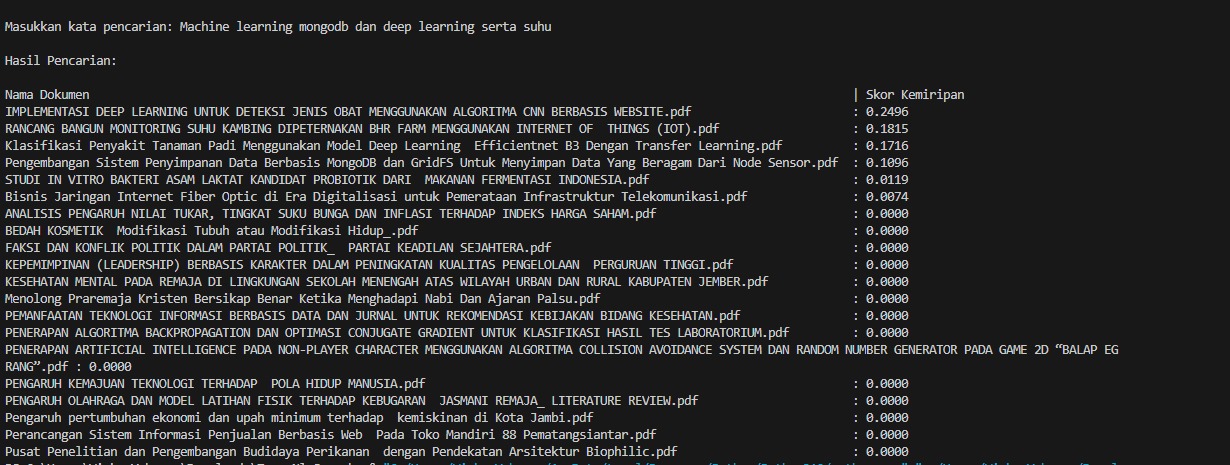 Masukkan kata pencarian: Machine learning mongodb dan deep learning serta suhu
Hasil Pencarian:
Nama Dokumen | Skor Kemiripan
IMPLEMENTASI DEEP LEARNING UNTUK DETEKSI JENIS OBAT MENGGUNAKAN ALGORITMA CNN BERBASIS WEBSITE.pdf : 0.2496
RANCANG BANGUN MONITORING SUHU KAMBING DIPETERNAKAN BHR FARM MENGGUNAKAN INTERNET OF  THINGS (IOT).pdf : 0.1815
Klasifikasi Penyakit Tanaman Padi Menggunakan Model Deep Learning  Efficientnet B3 Dengan Transfer Learning.pdf : 0.1716
Pengembangan Sistem Penyimpanan Data Berbasis MongoDB dan GridFS Untuk Menyimpan Data Yang Beragam Dari Node Sensor.pdf : 0.1096
STUDI IN VITRO BAKTERI ASAM LAKTAT KANDIDAT PROBIOTIK DARI  MAKANAN FERMENTASI INDONESIA.pdf : 0.0119
Bisnis Jaringan Internet Fiber Optic di Era Digitalisasi untuk Pemerataan Infrastruktur Telekomunikasi.pdf : 0.0074
ANALISIS PENGARUH NILAI TUKAR, TINGKAT SUKU BUNGA DAN INFLASI TERHADAP INDEKS HARGA SAHAM.pdf : 0.0000
BEDAH KOSMETIK  Modifikasi Tubuh atau Modifikasi Hidup_.pdf : 0.0000
FAKSI DAN KONFLIK POLITIK DALAM PARTAI POLITIK_  PARTAI KEADILAN SEJAHTERA.pdf : 0.0000
KEPEMIMPINAN (LEADERSHIP) BERBASIS KARAKTER DALAM PENINGKATAN KUALITAS PENGELOLAAN  PERGURUAN TINGGI.pdf : 0.0000
KESEHATAN MENTAL PADA REMAJA DI LINGKUNGAN SEKOLAH MENENGAH ATAS WILAYAH URBAN DAN RURAL KABUPATEN JEMBER.pdf : 0.0000
Menolong Praremaja Kristen Bersikap Benar Ketika Menghadapi Nabi Dan Ajaran Palsu.pdf : 0.0000
PEMANFAATAN TEKNOLOGI INFORMASI BERBASIS DATA DAN JURNAL UNTUK REKOMENDASI KEBIJAKAN BIDANG KESEHATAN.pdf : 0.0000
PENERAPAN ALGORITMA BACKPROPAGATION DAN OPTIMASI CONJUGATE GRADIENT UNTUK KLASIFIKASI HASIL TES LABORATORIUM.pdf : 0.0000
PENERAPAN ARTIFICIAL INTELLIGENCE PADA NON-PLAYER CHARACTER MENGGUNAKAN ALGORITMA COLLISION AVOIDANCE SYSTEM DAN RANDOM NUMBER GENERATOR PADA GAME 2D “BALAP EG
RANG”.pdf : 0.0000
PENGARUH KEMAJUAN TEKNOLOGI TERHADAP  POLA HIDUP MANUSIA.pdf : 0.0000
PENGARUH OLAHRAGA DAN MODEL LATIHAN FISIK TERHADAP KEBUGARAN  JASMANI REMAJA_ LITERATURE REVIEW.pdf : 0.0000
Pengaruh pertumbuhan ekonomi dan upah minimum terhadap  kemiskinan di Kota Jambi.pdf : 0.0000
Perancangan Sistem Informasi Penjualan Berbasis Web  Pada Toko Mandiri 88 Pematangsiantar.pdf : 0.0000
Pusat Penelitian dan Pengembangan Budidaya Perikanan  dengan Pendekatan Arsitektur Biophilic.pdf : 0.0000